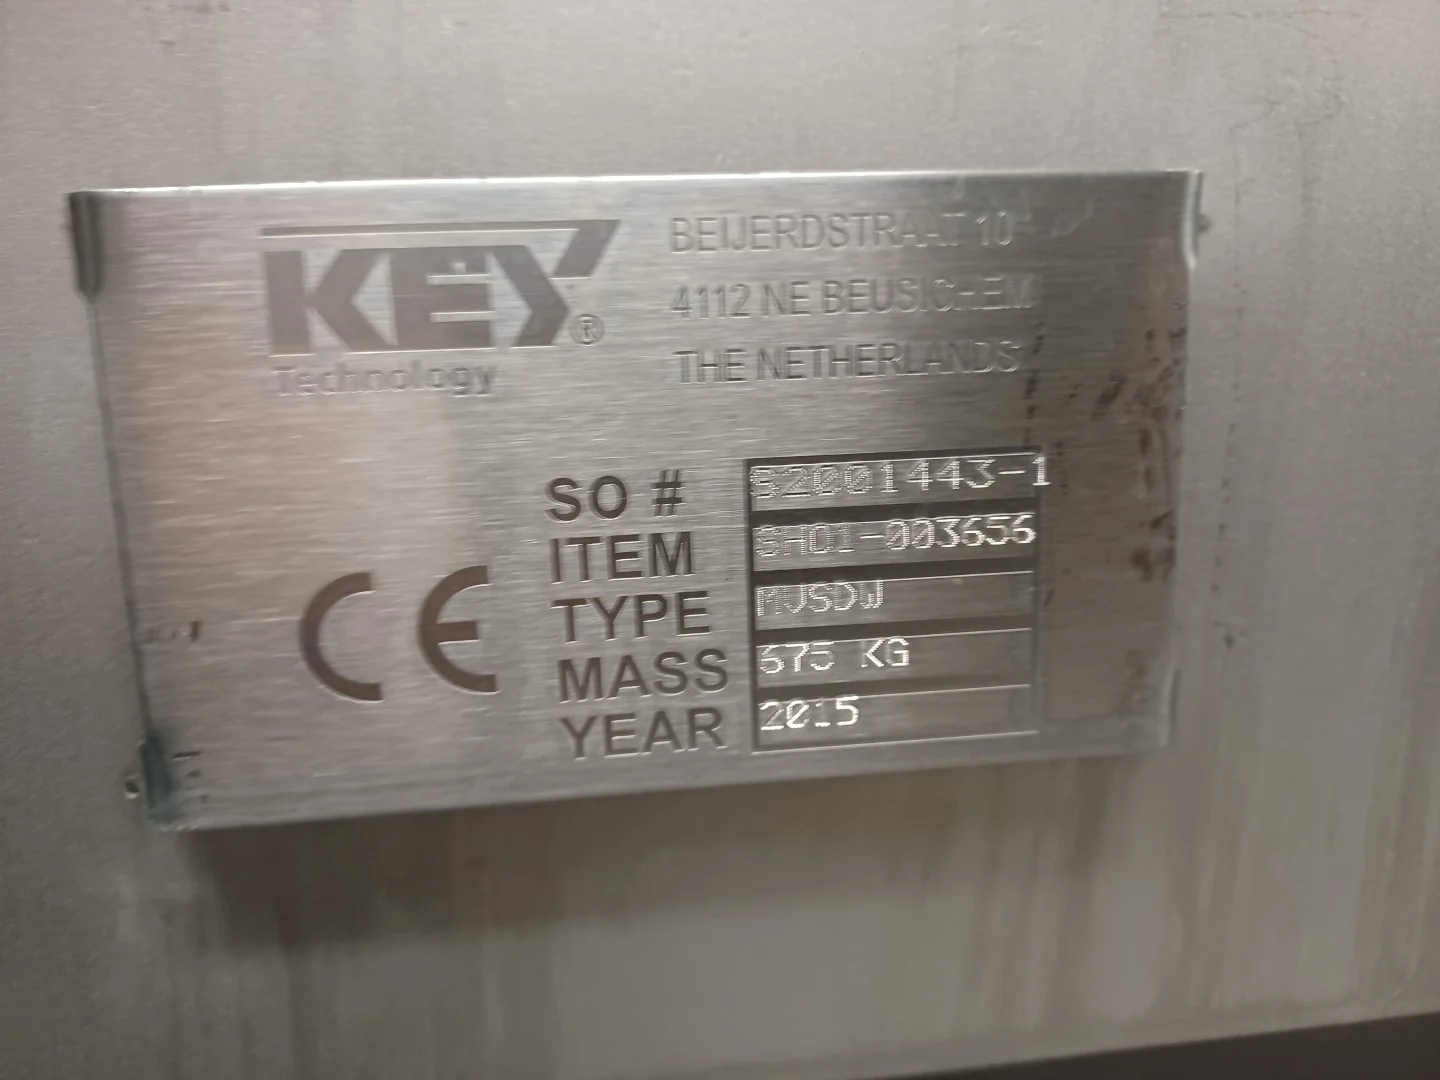 KEY®
Technology
BEIJERDSTRAAT 10
4112 NE BEUSICHEM
THE NETHERLANDS
SO # S2001443-1
ITEM SH01-003656
TYPE MVSDW
MASS 675 KG
YEAR 2015
CE